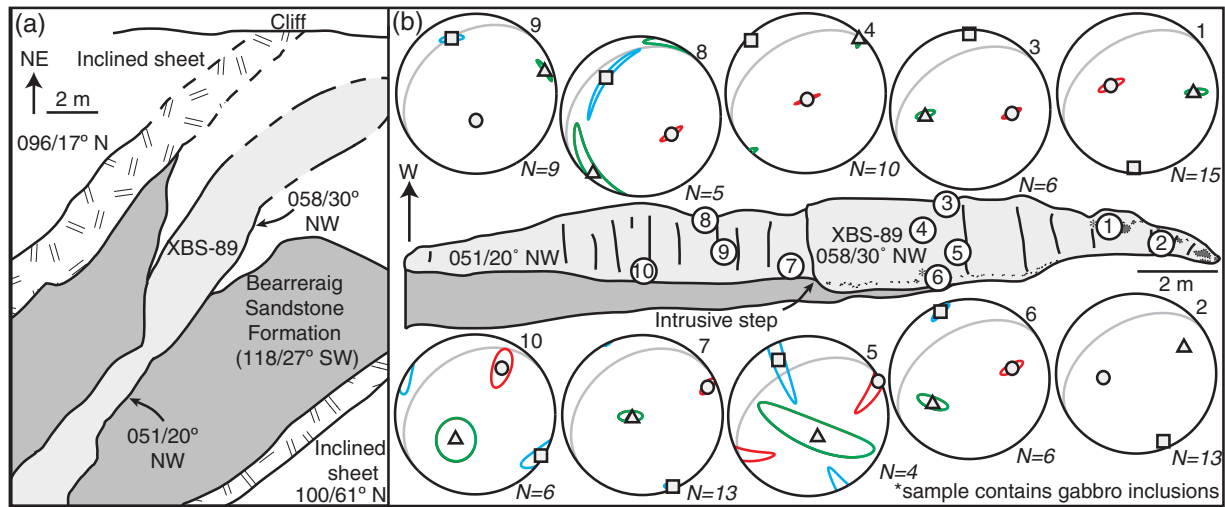 (a)
Cliff
NE
Inclined sheet
2 m
096/17° N
058/30°
NW
XBS-89
Bearreraig
Sandstone
Formation
(118/27° SW)
051/20°
NW
Inclined
sheet
100/61° N
(b)
9
8
4
3
1
N=9
N=5
N=10
N=6
N=15
W
8
3
4
1
XBS-89
051/20° NW
058/30° NW
9
5
2
10
7
6
2 m
Intrusive step
10
7
5
6
2
N=6
N=13
N=4
N=6
N=13
*sample contains gabbro inclusions
*
*